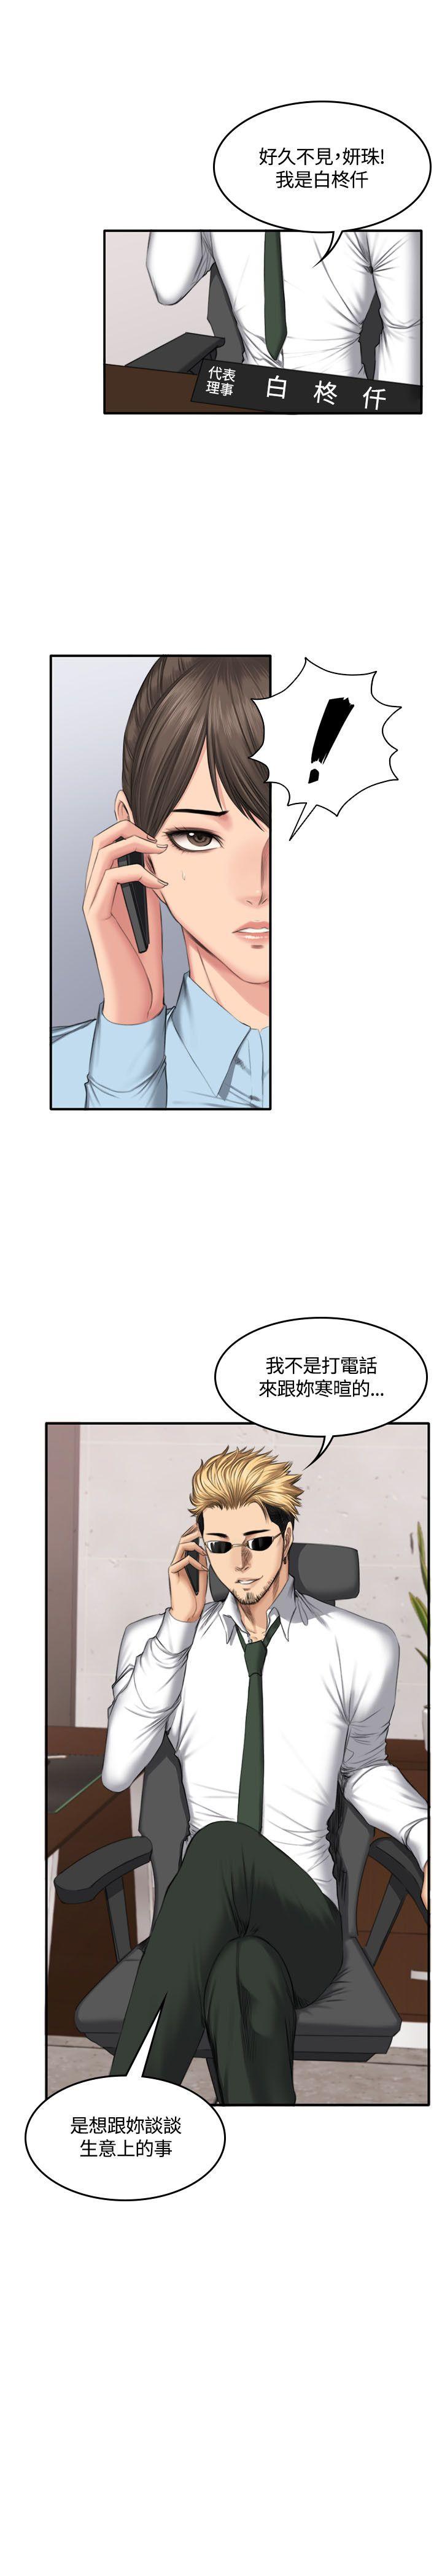 好久不見，妍珠!
我是白柊仟
代表
理事
白柊仟
!
我不是打電話
來跟妳寒暄的...
是想跟妳談談
生意上的事